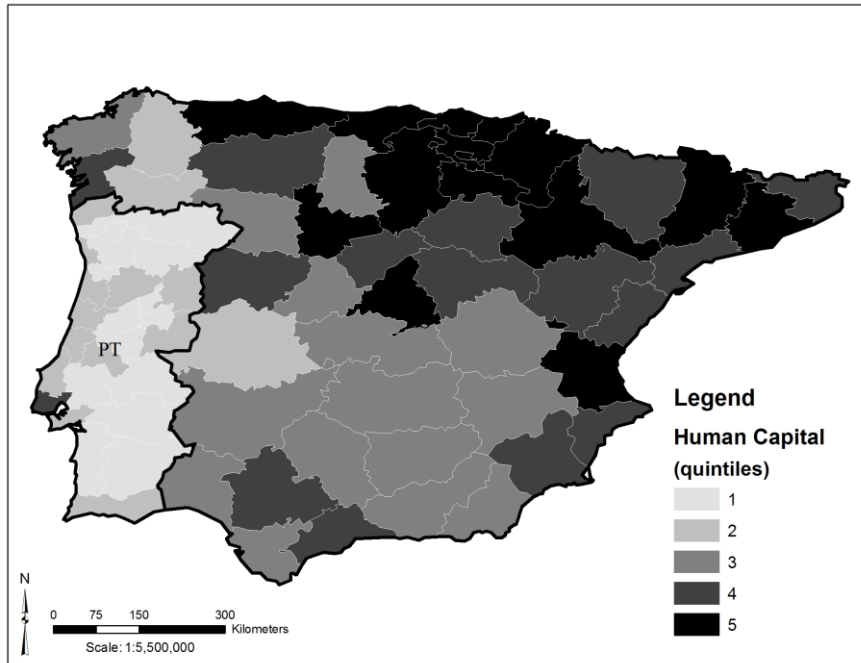 PT
Legend
Human Capital
(quintiles)
1
2
3
4
5
N
0 75 150 300
Kilometers
Scale: 1:5,500,000